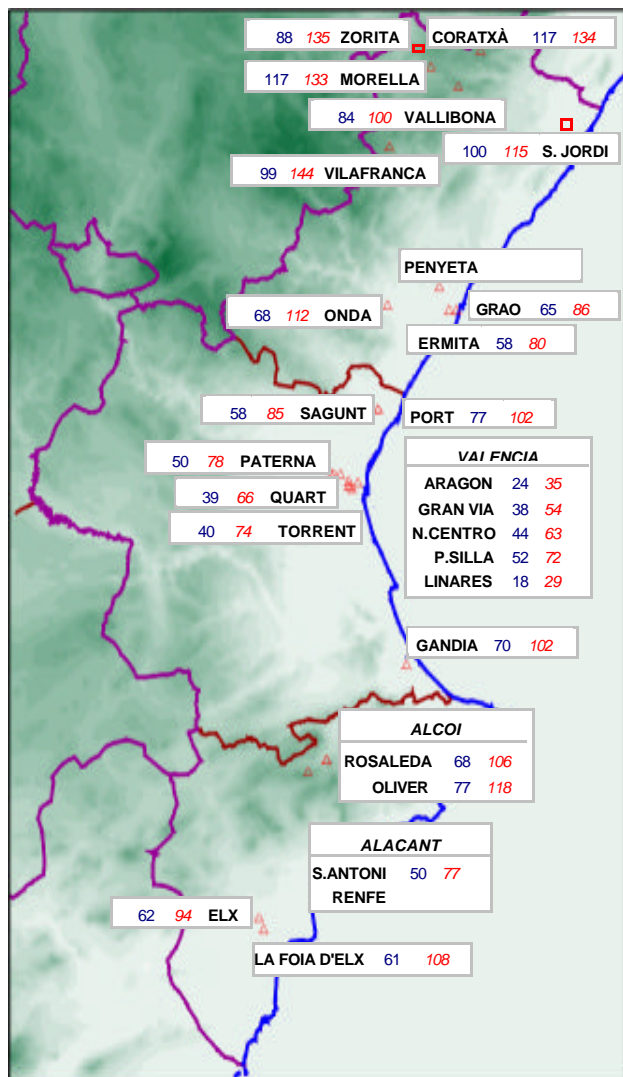 88 135 ZORITA
CORATXÀ 117 134
117 133 MORELLA
84 100 VALLIBONA
100 115 S. JORDI
99 144 VILAFRANCA
PENYETA
68 112 ONDA
GRAO 65 86
ERMITA 58 80
58 85 SAGUNT
PORT 77 102
50 78 PATERNA
39 66 QUART
40 74 TORRENT
VALENCIA
ARAGON 24 35
GRAN VIA 38 54
N.CENTRO 44 63
P.SILLA 52 72
LINARES 18 29
GANDIA 70 102
ALCOI
ROSALEDA 68 106
OLIVER 77 118
ALACANT
S.ANTONI 50 77
RENFE
62 94 ELX
LA FOIA D'ELX 61 108